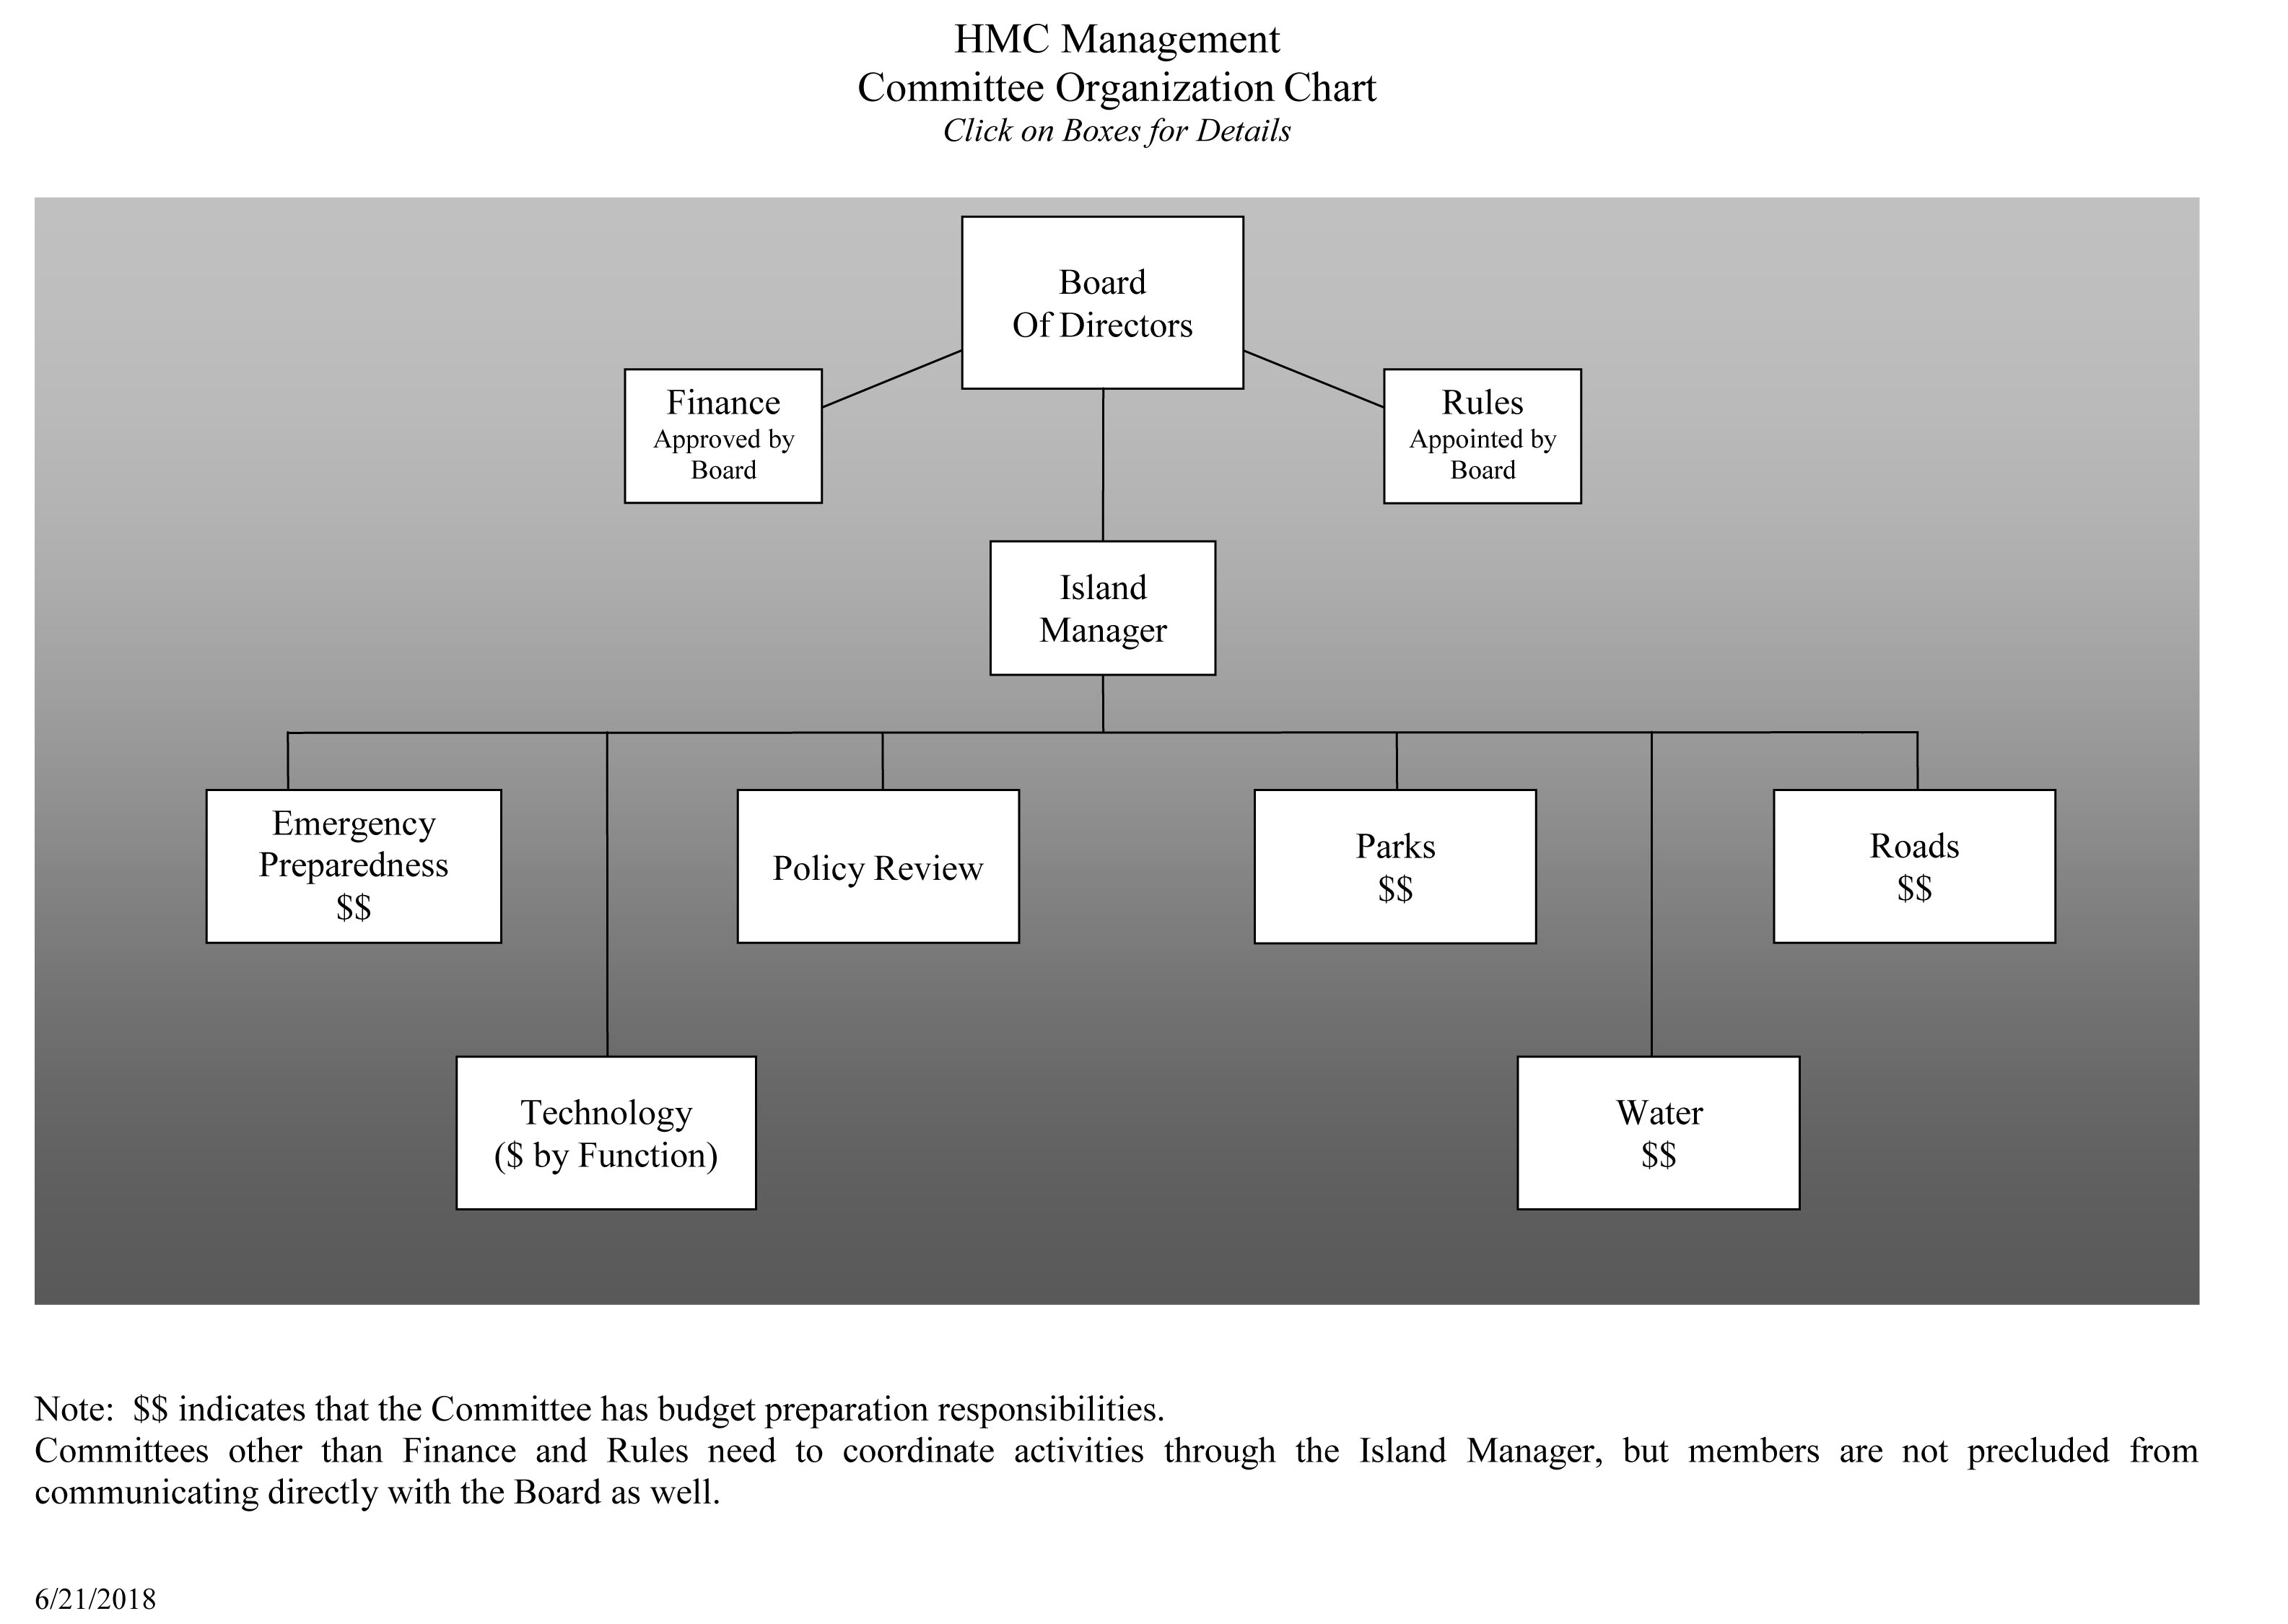 HMC Management
Committee Organization Chart
Click on Boxes for Details
Board
Of Directors
Finance
Approved by
Board
Rules
Appointed by
Board
Island
Manager
Emergency
Preparedness
$$
Policy Review
Parks
$$
Roads
$$
Technology
($ by Function)
Water
$$
Note:  $$ indicates that the Committee has budget preparation responsibilities.
Committees other than Finance and Rules need to coordinate activities through the Island Manager, but members are not precluded from
communicating directly with the Board as well.
6/21/2018